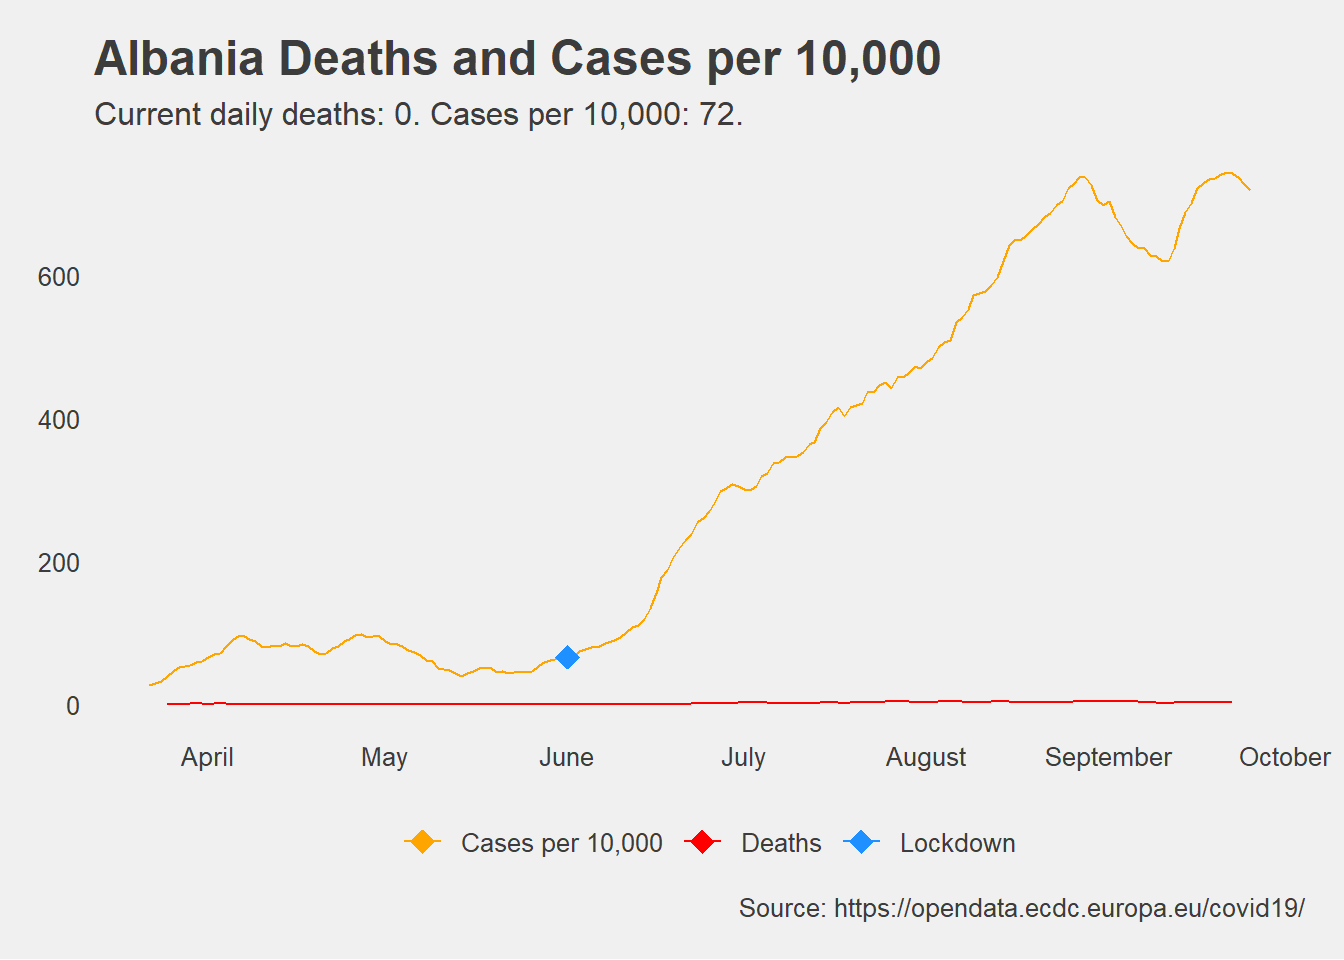 Albania Deaths and Cases per 10,000
Current daily deaths: 0. Cases per 10,000: 72.
600
400
200
0
April May June July August September October
Cases per 10,000 Deaths Lockdown
Source: https://opendata.ecdc.europa.eu/covid19/